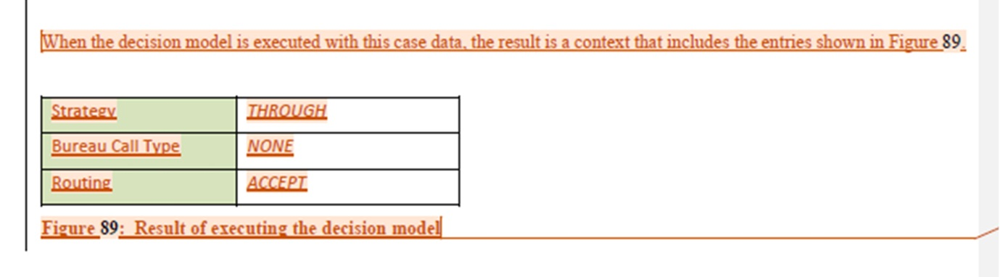 When the decision model is executed with this case data, the result is a context that includes the entries shown in Figure 89.
Strategy THROUGH
Bureau Call Type NONE
Routing ACCEPT
Figure 89: Result of executing the decision model